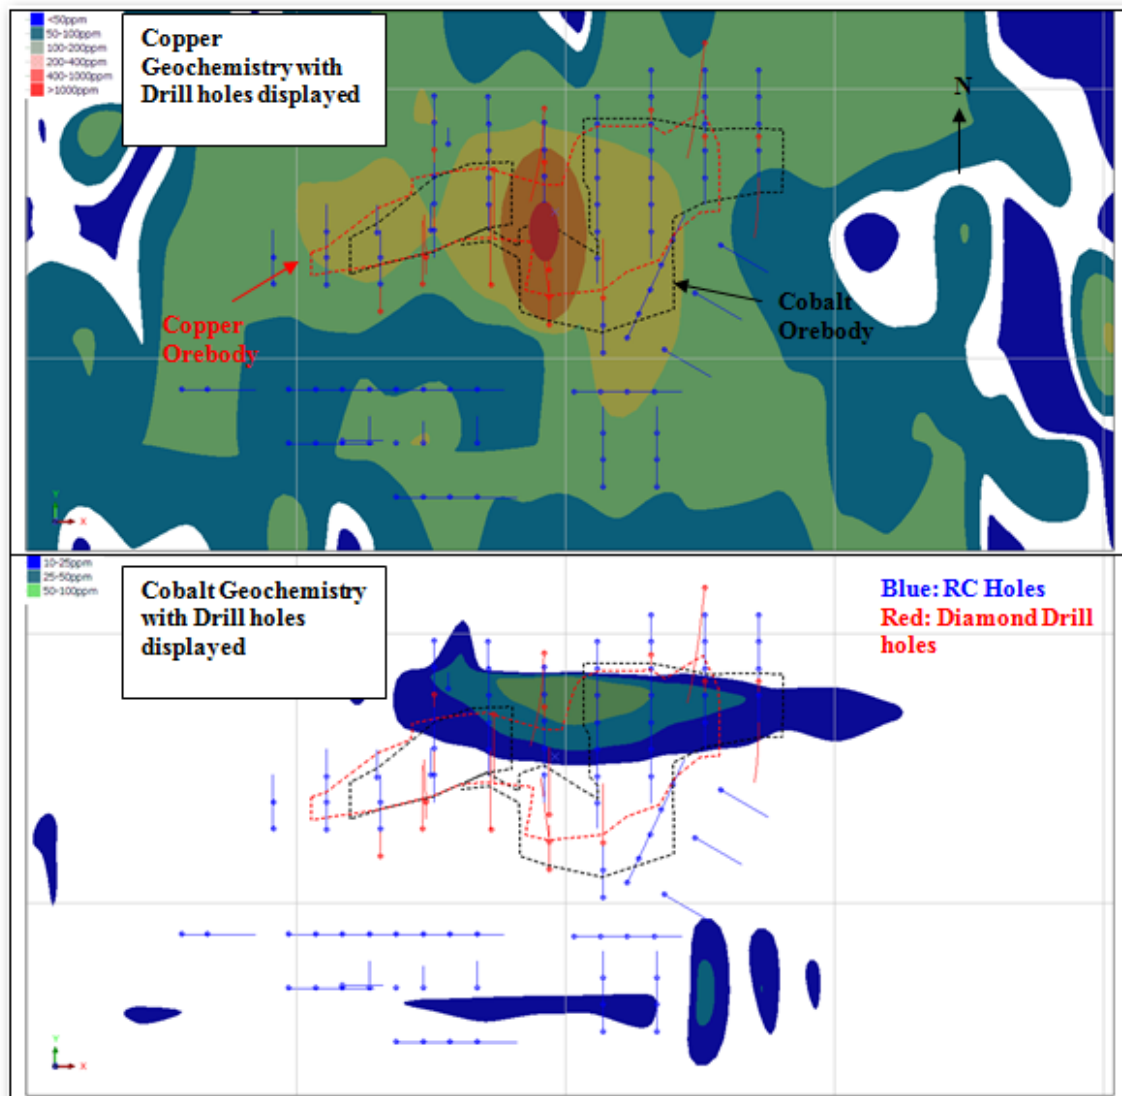 <50ppm
50-100ppm
100-200ppm
200-400ppm
400-1000ppm
>1000ppm
Copper
Geochemistry with
Drill holes displayed
N
Copper
Orebody
Cobalt
Orebody
Y
X
10-25ppm
25-50ppm
50-100ppm
Cobalt Geochemistry
with Drill holes
displayed
Blue: RC Holes
Red: Diamond Drill
holes
Y
X